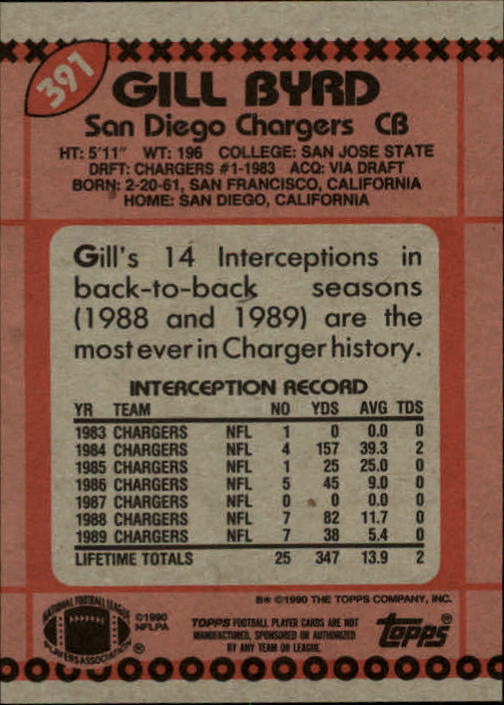 391
GILL BYRD
San Diego Chargers CB
HT: 5'11" WT: 196 COLLEGE: SAN JOSE STATE
DRFT: CHARGERS #1-1983 ACQ: VIA DRAFT
BORN: 2-20-61, SAN FRANCISCO, CALIFORNIA
HOME: SAN DIEGO, CALIFORNIA
Gill's 14 Interceptions in
back-to-back seasons
(1988 and 1989) are the
most ever in Charger history.
INTERCEPTION RECORD
YR TEAM NO YDS AVG TDS
1983 CHARGERS NFL 1 0 0.0 0
1984 CHARGERS NFL 4 157 39.3 2
1985 CHARGERS NFL 1 25 25.0 0
1986 CHARGERS NFL 5 45 9.0 0
1987 CHARGERS NFL 0 0 0.0 0
1988 CHARGERS NFL 7 82 11.7 0
1989 CHARGERS NFL 7 38 5.4 0
LIFETIME TOTALS 25 347 13.9 2
B* ©1990 THE TOPPS COMPANY, INC.
NATIONAL FOOTBALL LEAGUE
PLAYERS ASSOCIATION
®
©1990
NFLPA
TOPPS FOOTBALL PLAYER CARDS ARE NOT
MANUFACTURED, SPONSORED OR AUTHORIZED
BY ANY TEAM OR LEAGUE.
topps®